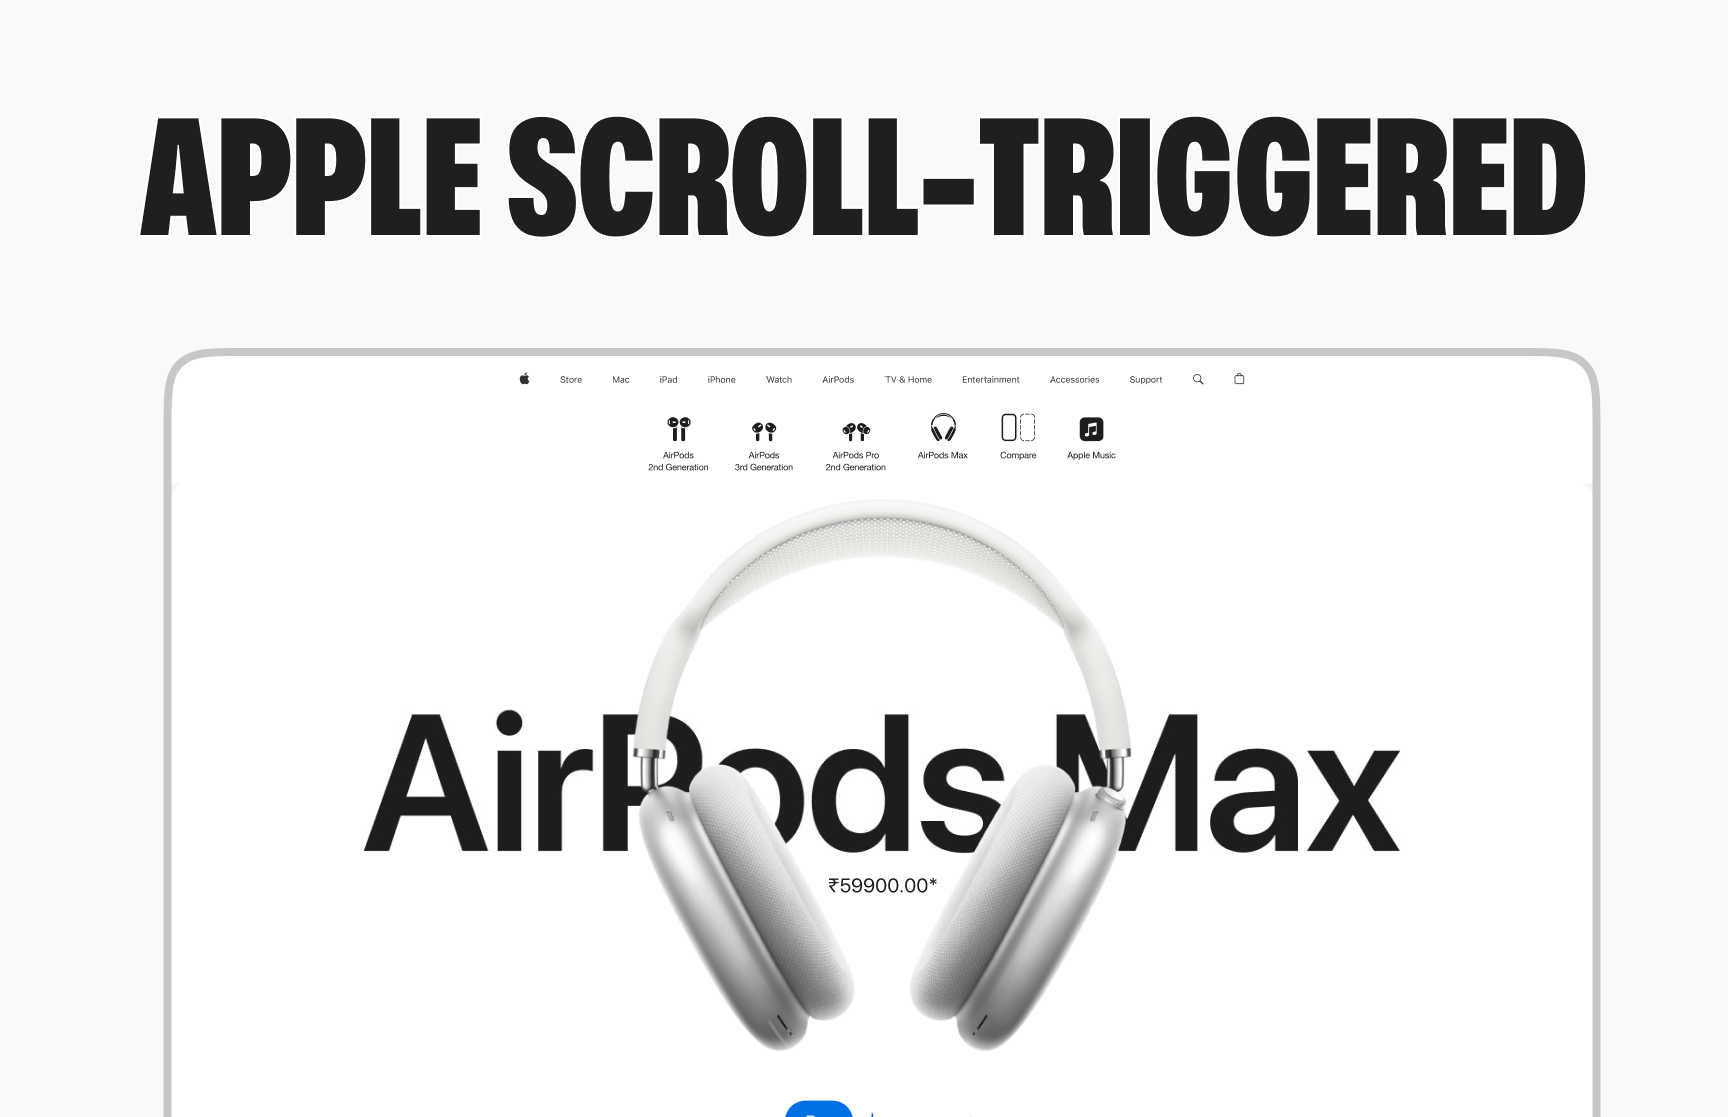 APPLE SCROLL-TRIGGERED
Store Mac iPad iPhone Watch AirPods TV & Home Entertainment Accessories Support
AirPods
2nd Generation
AirPods
3rd Generation
AirPods Pro
2nd Generation
AirPods Max
Compare
Apple Music
AirPods Max
₹59900.00*